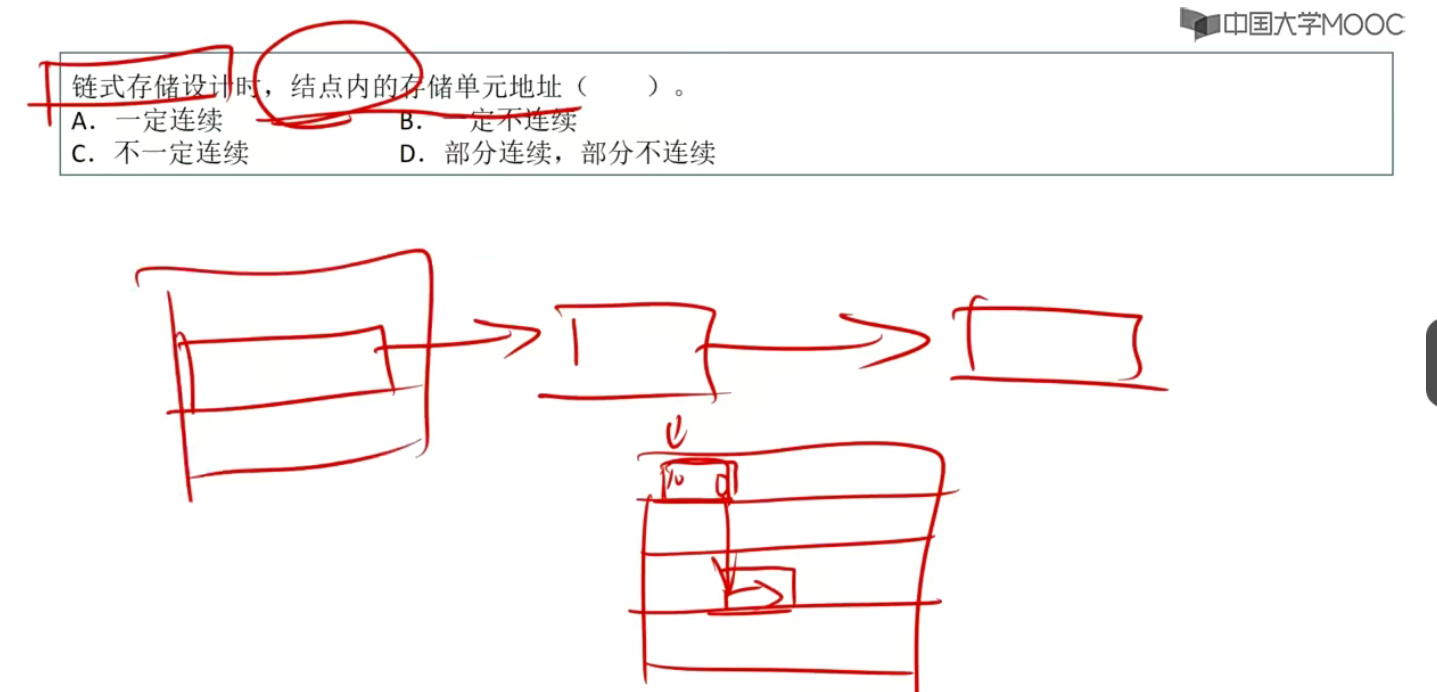 中国大学MOOC
链式存储设计时，结点内的存储单元地址（　　）。
A. 一定连续　　B. 一定不连续
C. 不一定连续　　D. 部分连续，部分不连续